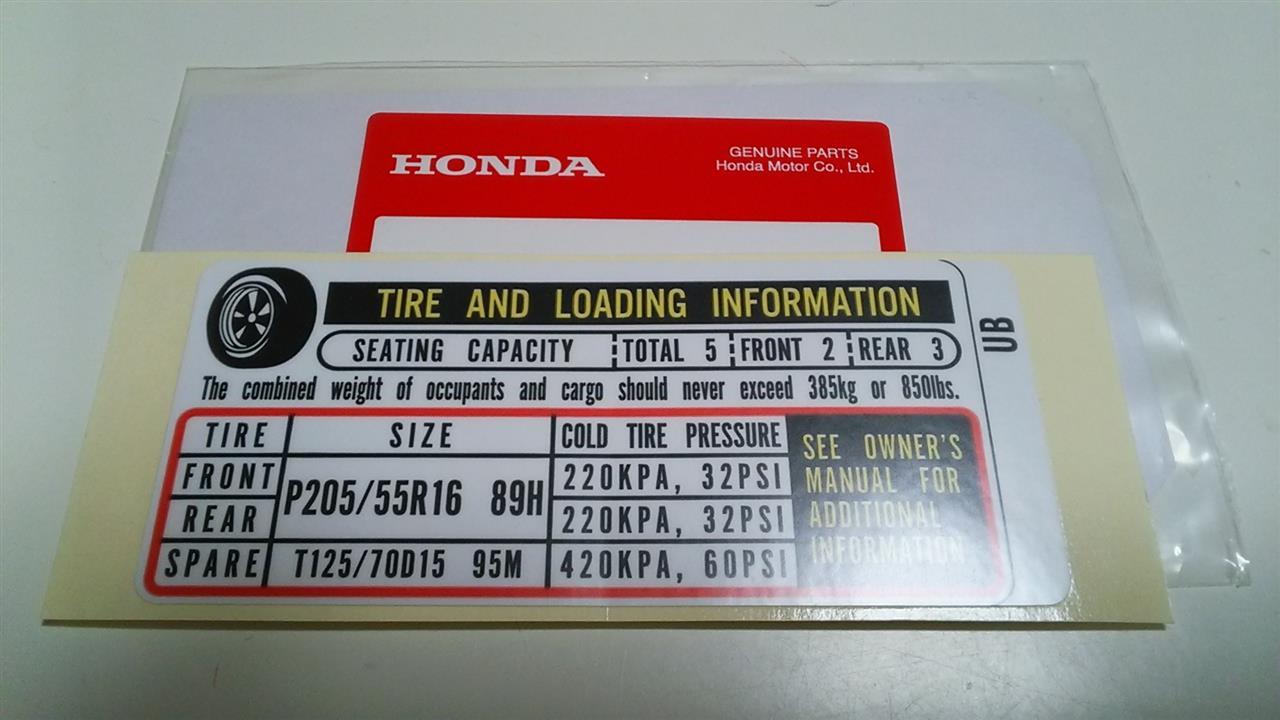 HONDA
GENUINE PARTS
Honda Motor Co., Ltd.
TIRE AND LOADING INFORMATION
SEATING CAPACITY TOTAL 5 FRONT 2 REAR 3
The combined weight of occupants and cargo should never exceed 385kg or 850lbs.
TIRE SIZE COLD TIRE PRESSURE
FRONT P205/55R16 89H 220KPA, 32PSI
REAR 220KPA, 32PSI
SPARE T125/70D15 95M 420KPA, 60PSI
SEE OWNER'S
MANUAL FOR
ADDITIONAL
INFORMATION
UB